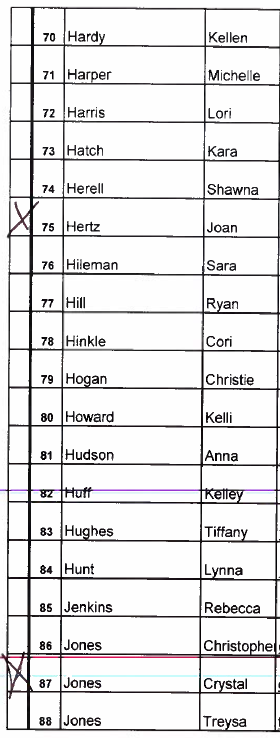 70 Hardy Kellen
71 Harper Michelle
72 Harris Lori
73 Hatch Kara
74 Herell Shawna
75 Hertz Joan
76 Hileman Sara
77 Hill Ryan
78 Hinkle Cori
79 Hogan Christie
80 Howard Kelli
81 Hudson Anna
82 Huff Kelley
83 Hughes Tiffany
84 Hunt Lynna
85 Jenkins Rebecca
86 Jones Christophe
87 Jones Crystal
88 Jones Treysa